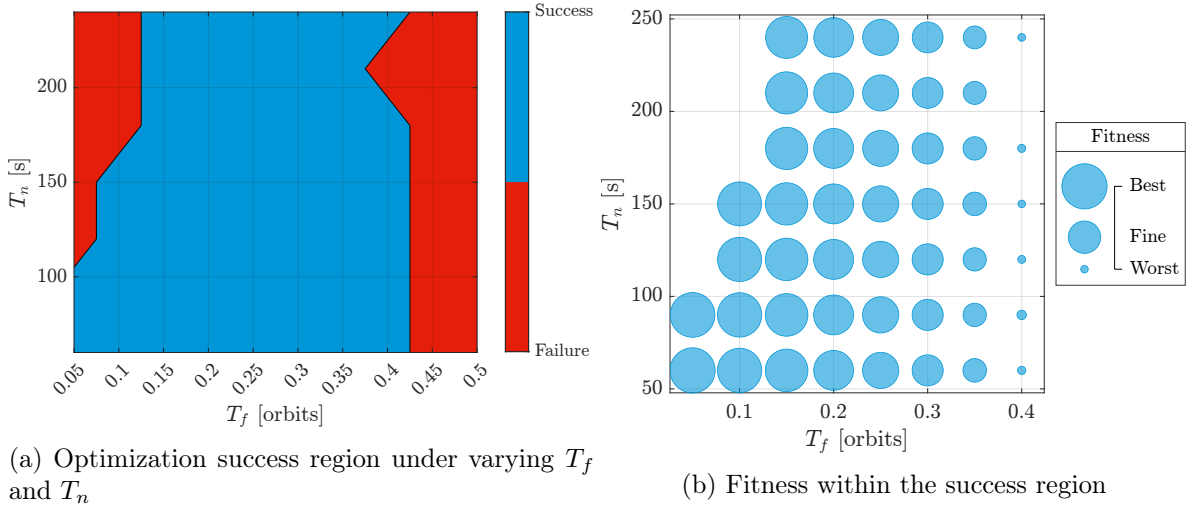 Success
Failure
200
150
100
T_n [s]
0.05
0.1
0.15
0.2
0.25
0.3
0.35
0.4
0.45
0.5
T_f [orbits]
(a) Optimization success region under varying T_f
and T_n
250
200
150
100
50
T_n [s]
0.1
0.2
0.3
0.4
T_f [orbits]
Fitness
Best
Fine
Worst
(b) Fitness within the success region